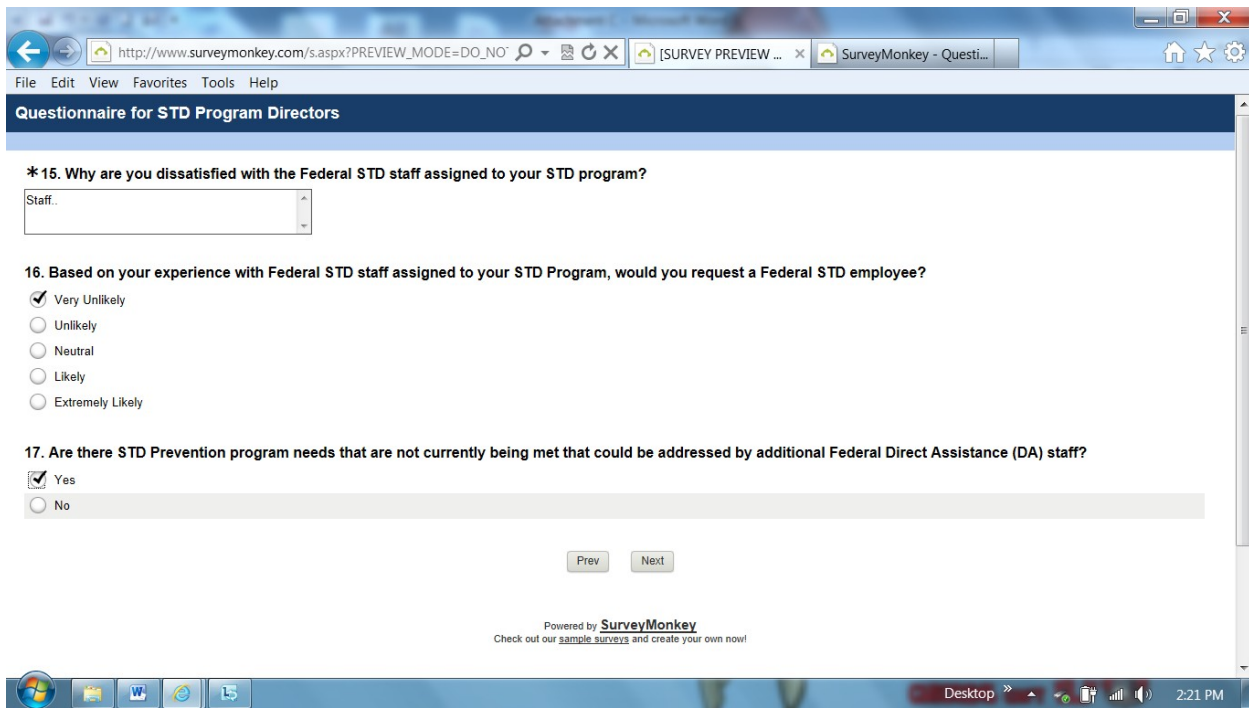 Attachment C - Microsoft Word
http://www.surveymonkey.com/s.aspx?PREVIEW_MODE=DO_NO
[SURVEY PREVIEW ...
SurveyMonkey - Questi...
File Edit View Favorites Tools Help
Questionnaire for STD Program Directors
*15. Why are you dissatisfied with the Federal STD staff assigned to your STD program?
Staff..
16. Based on your experience with Federal STD staff assigned to your STD Program, would you request a Federal STD employee?
Very Unlikely
Unlikely
Neutral
Likely
Extremely Likely
17. Are there STD Prevention program needs that are not currently being met that could be addressed by additional Federal Direct Assistance (DA) staff?
Yes
No
Prev Next
Powered by SurveyMonkey
Check out our sample surveys and create your own now!
Desktop » 2:21 PM